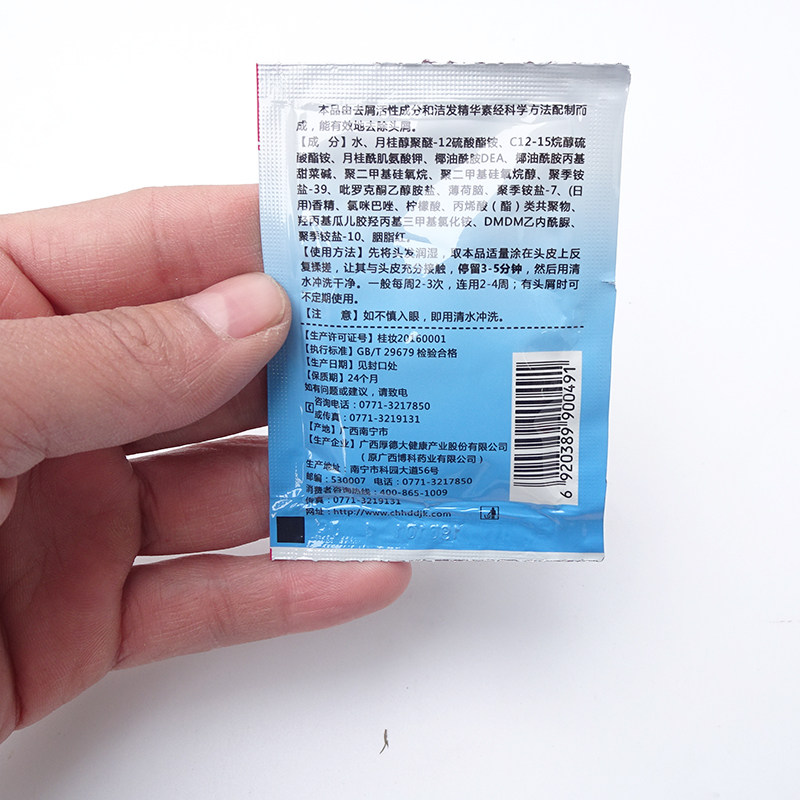 本品由去屑活性成分和洁发精华素经科学方法配制而
成，能有效地去除头屑。
【成 分】水、月桂醇聚醚-12硫酸酯铵、C12-15烷醇硫
酸酯铵、月桂酰肌氨酸钾、椰油酰胺DEA、椰油酰胺丙基
甜菜碱、聚二甲基硅氧烷、聚二甲基硅氧烷醇、聚季铵
盐-39、吡罗克酮乙醇胺盐、薄荷脑、聚季铵盐-7、(日
用)香精、氯咪巴唑、柠檬酸、丙烯酸（酯）类共聚物、
羟丙基瓜儿胶羟丙基三甲基氯化铵、DMDM乙内酰脲、
聚季铵盐-10、胭脂红。
【使用方法】先将头发润湿，取本品适量涂在头皮上反
复揉搓，让其与头皮充分接触，停留3-5分钟，然后用清
水冲洗干净。一般每周2-3次，连用2-4周；有头屑时可
不定期使用。
【注 意】如不慎入眼，即用清水冲洗。
【生产许可证号】桂妆20160001
【执行标准】GB/T 29679 检验合格
【生产日期】见封口处
【保质期】24个月
如有问题或建议，请致电
咨询电话：0771-3217850
或传真：0771-3219131
【产地】广西南宁市
【生产企业】广西厚德大健康产业股份有限公司
（原广西博科药业有限公司）
生产地址：南宁市科园大道56号
邮编：530007 电话：0771-3217850
消费者咨询热线：400-865-1009
传真：0771-3219131
网址：http://www.chhddjk.com
6 920389 900491